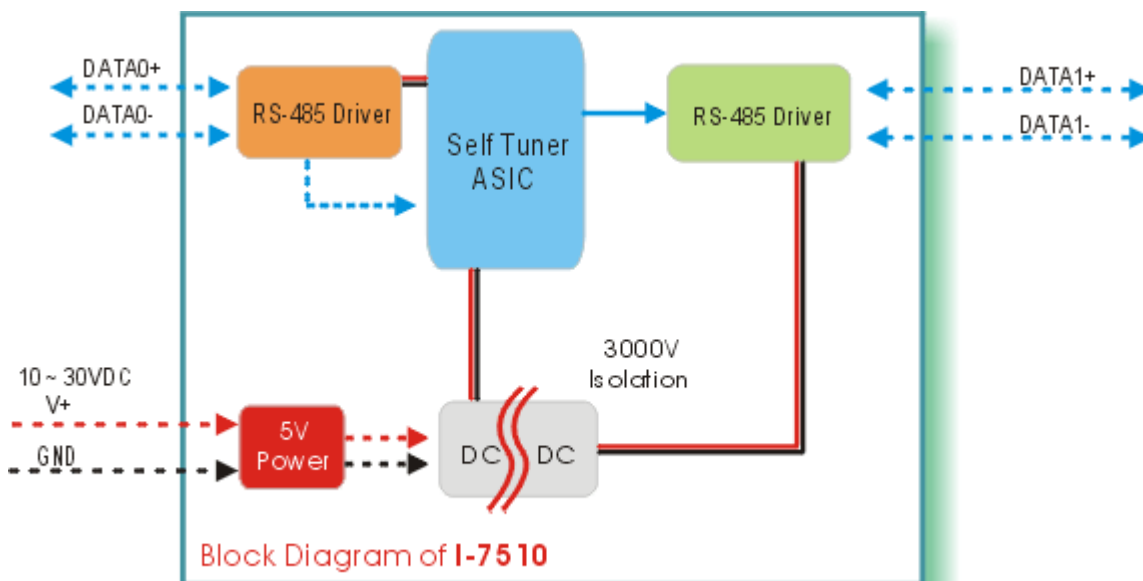 DATA0+
DATA0-
RS-485 Driver
Self Tuner
ASIC
RS-485 Driver
DATA1+
DATA1-
3000V
Isolation
10 ~ 30VDC
V+
GND
5V
Power
DC DC
Block Diagram of I-7510